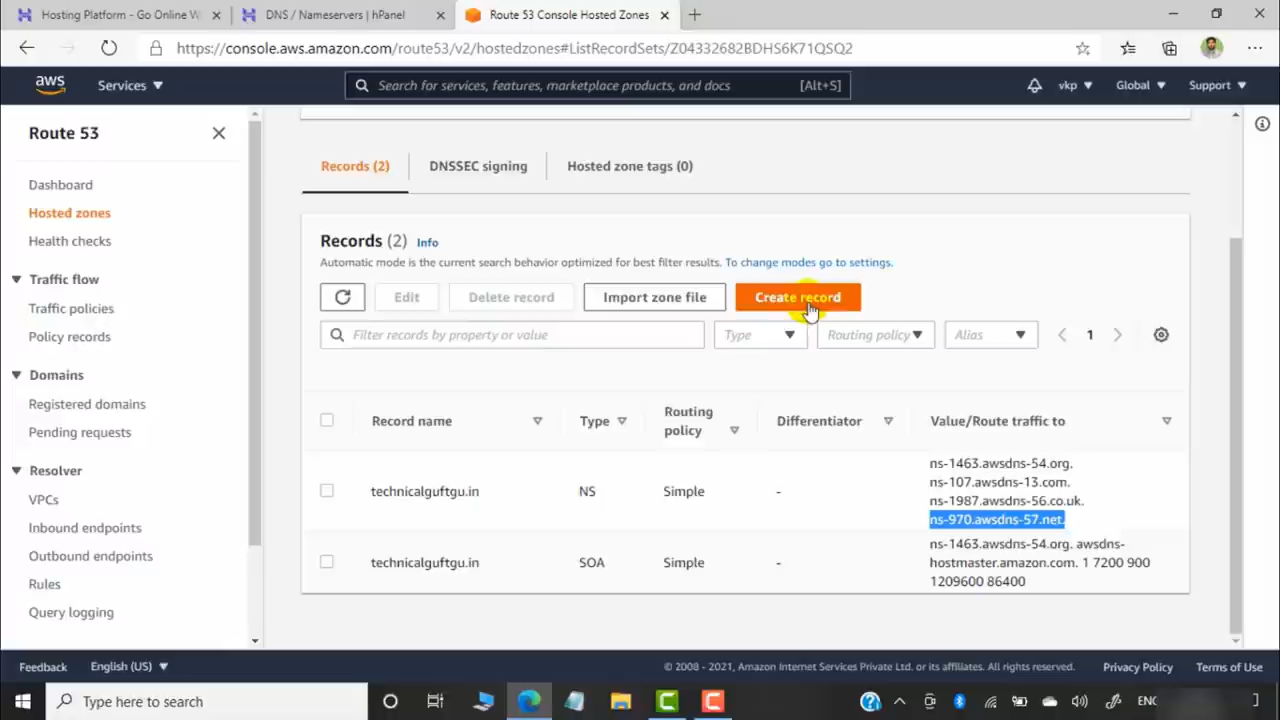 Hosting Platform - Go Online W
DNS / Nameservers | hPanel
Route 53 Console Hosted Zones
https://console.aws.amazon.com/route53/v2/hostedzones#ListRecordSets/Z04332682BDHS6K71QSQ2
aws
Services
Search for services, features, marketplace products, and docs
[Alt+S]
vkp
Global
Support
Route 53
Dashboard
Hosted zones
Health checks
Traffic flow
Traffic policies
Policy records
Domains
Registered domains
Pending requests
Resolver
VPCs
Inbound endpoints
Outbound endpoints
Rules
Query logging
Records (2)
DNSSEC signing
Hosted zone tags (0)
Records (2) Info
Automatic mode is the current search behavior optimized for best filter results. To change modes go to settings.
Edit
Delete record
Import zone file
Create record
Filter records by property or value
Type
Routing policy
Alias
1
Record name
Type
Routing
policy
Differentiator
Value/Route traffic to
technicalguftgu.in
NS
Simple
-
ns-1463.awsdns-54.org.
ns-107.awsdns-13.com.
ns-1987.awsdns-56.co.uk.
ns-970.awsdns-57.net.
technicalguftgu.in
SOA
Simple
-
ns-1463.awsdns-54.org. awsdns-
hostmaster.amazon.com. 1 7200 900
1209600 86400
Feedback
English (US)
© 2008 - 2021, Amazon Internet Services Private Ltd. or its affiliates. All rights reserved.
Privacy Policy
Terms of Use
Type here to search
ENG